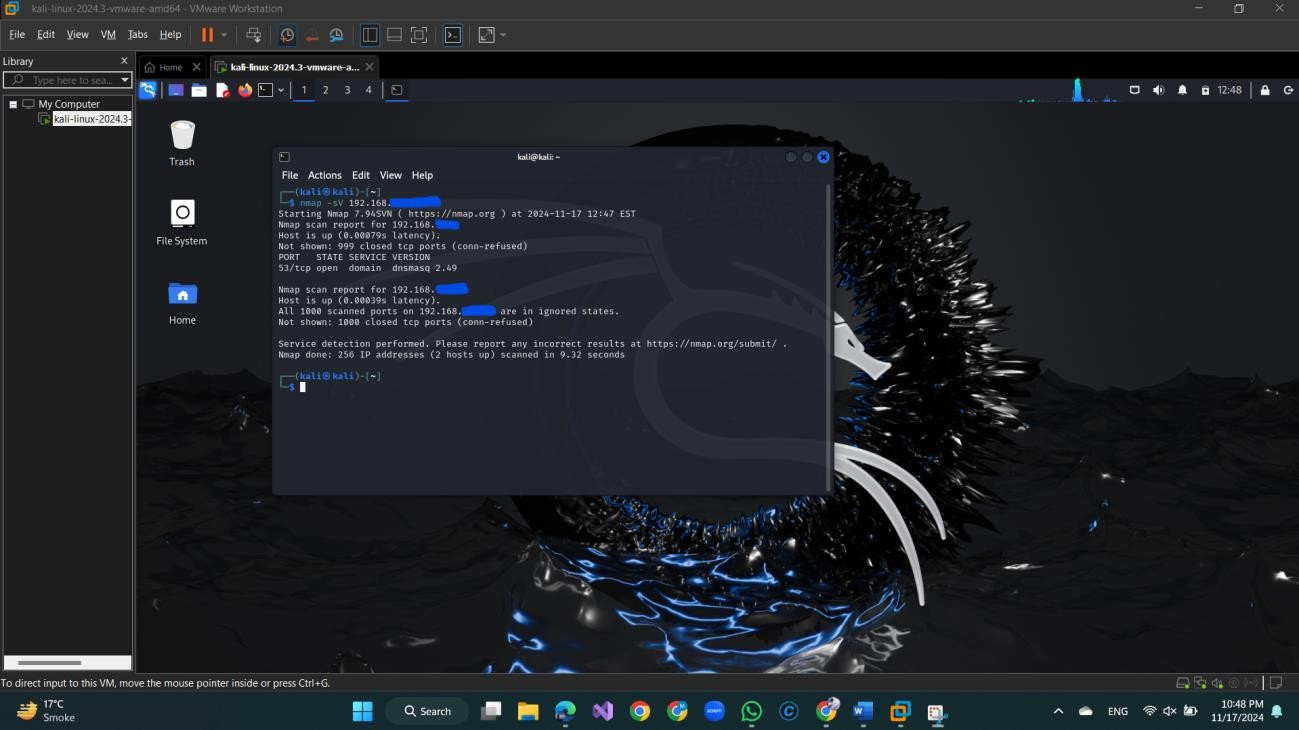 kali-linux-2024.3-vmware-amd64 - VMware Workstation
File Edit View VM Tabs Help
Library
Type here to sea...
My Computer
kali-linux-2024.3-
Home
kali-linux-2024.3-vmware-a...
1 2 3 4
12:48
Trash
File System
Home
kali@kali: ~
File Actions Edit View Help
┌──(kali㉿kali)-[~]
└─$ nmap -sV 192.168.
Starting Nmap 7.94SVN ( https://nmap.org ) at 2024-11-17 12:47 EST
Nmap scan report for 192.168.
Host is up (0.00079s latency).
Not shown: 999 closed tcp ports (conn-refused)
PORT   STATE SERVICE VERSION
53/tcp open  domain  dnsmasq 2.49
Nmap scan report for 192.168.
Host is up (0.00039s latency).
All 1000 scanned ports on 192.168. are in ignored states.
Not shown: 1000 closed tcp ports (conn-refused)
Service detection performed. Please report any incorrect results at https://nmap.org/submit/ .
Nmap done: 256 IP addresses (2 hosts up) scanned in 9.32 seconds
┌──(kali㉿kali)-[~]
└─$
To direct input to this VM, move the mouse pointer inside or press Ctrl+G.
17°C
Smoke
Search
zoom
ENG
10:48 PM
11/17/2024